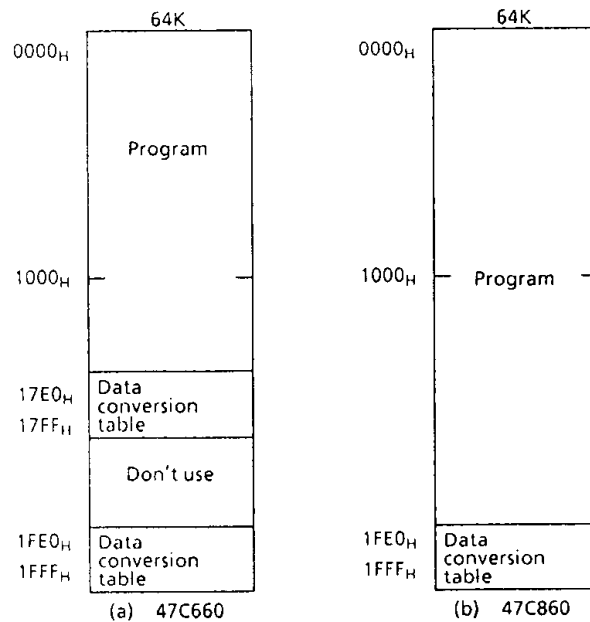 64K
0000H
Program
1000H
17E0H
17FFH
Data
conversion
table
Don't use
1FE0H
1FFFH
Data
conversion
table
(a) 47C660
64K
0000H
1000H
Program
1FE0H
1FFFH
Data
conversion
table
(b) 47C860